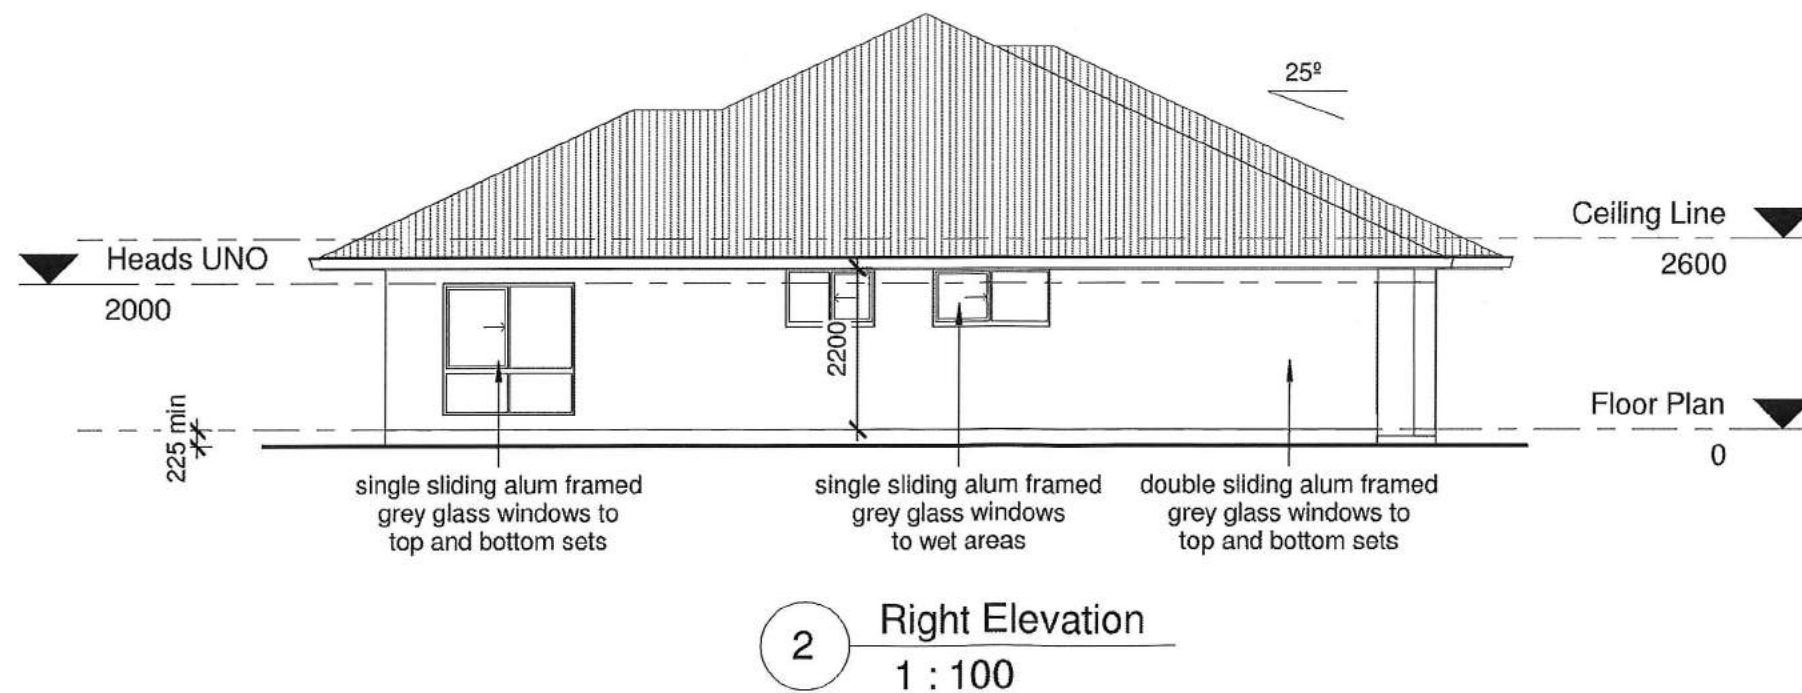 25º
Ceiling Line
2600
Heads UNO
2000
2200
Floor Plan
0
225 min
single sliding alum framed
grey glass windows to
top and bottom sets
single sliding alum framed
grey glass windows
to wet areas
double sliding alum framed
grey glass windows to
top and bottom sets
2
Right Elevation
1 : 100